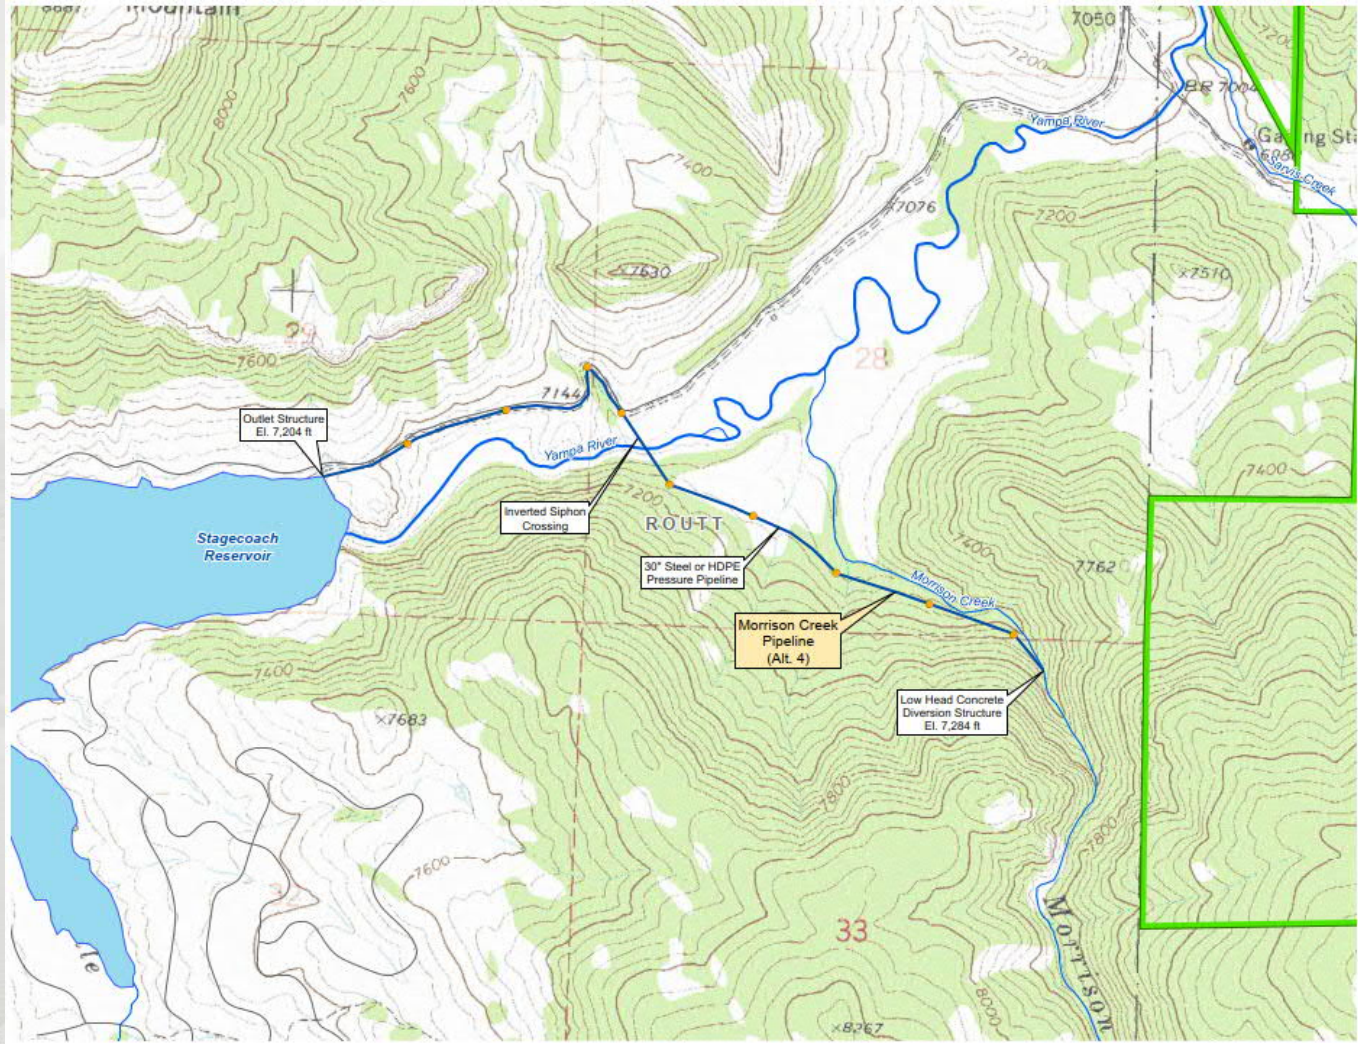 Mountain
7050
7200
7200
8000
7600
BR 7004
Yampa River
Sarvis Creek
7400
7076
7200
×7630
×7510
29
7600
28
7144
Outlet Structure
El. 7,204 ft
Yampa River
7200
7400
Inverted Siphon
Crossing
ROUTT
Stagecoach
Reservoir
7400
30" Steel or HDPE
Pressure Pipeline
Morrison Creek
7762
Morrison Creek
Pipeline
(Alt. 4)
7400
Low Head Concrete
Diversion Structure
El. 7,284 ft
×7683
7800
7800
7600
32
33
Morrison
le
8000
×8267